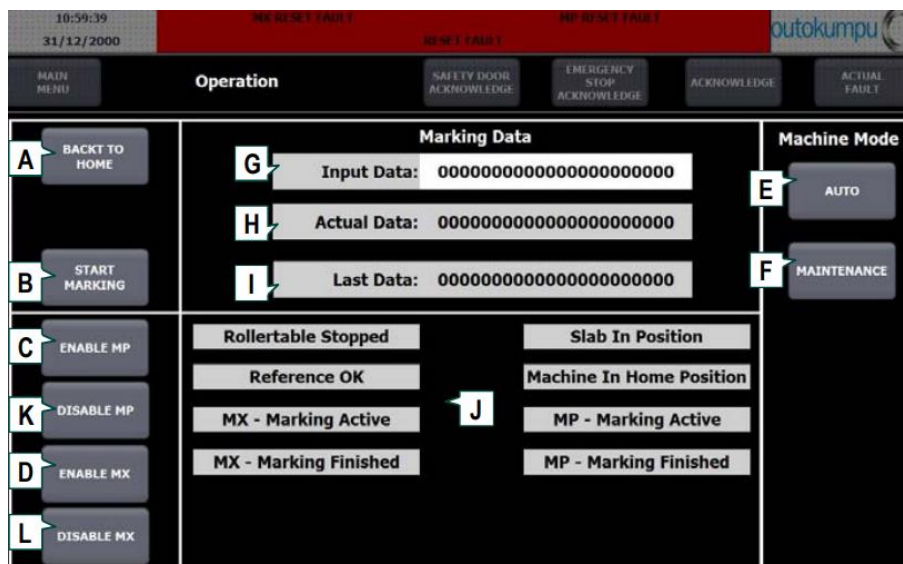 10:59:39
31/12/2000
MX RESET FAULT
MP RESET FAULT
RESET FAULT
outokumpu
MAIN
MENU
Operation
SAFETY DOOR
ACKNOWLEDGE
EMERGENCY
STOP
ACKNOWLEDGE
ACKNOWLEDGE
ACTUAL
FAULT
A
BACKT TO
HOME
B
START
MARKING
Marking Data
G
Input Data: 0000000000000000000000
H
Actual Data: 0000000000000000000000
I
Last Data: 0000000000000000000000
Machine Mode
E
AUTO
F
MAINTENANCE
C
ENABLE MP
K
DISABLE MP
D
ENABLE MX
L
DISABLE MX
Rollertable Stopped
Slab In Position
Reference OK
Machine In Home Position
J
MX - Marking Active
MP - Marking Active
MX - Marking Finished
MP - Marking Finished